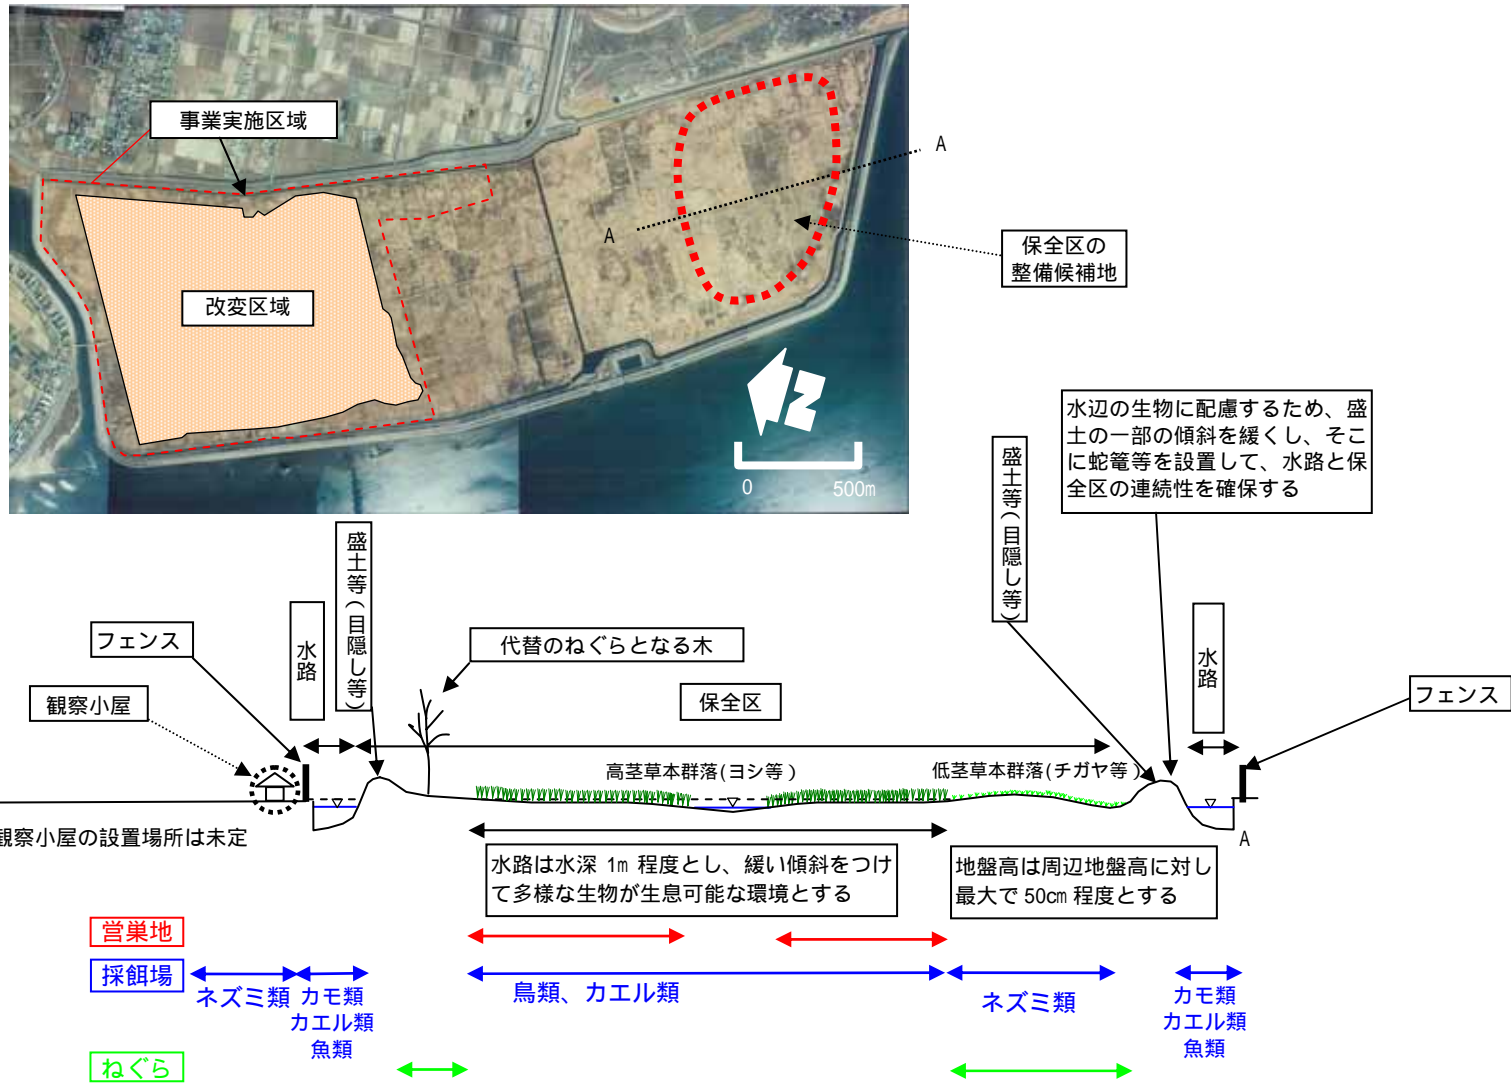 事業実施区域
A
A
保全区の
整備候補地
改変区域
0 500m
水辺の生物に配慮するため、盛
土の一部の傾斜を緩くし、そこ
に蛇篭等を設置して、水路と保
全区の連続性を確保する
盛土等（目隠し等）
盛土等（目隠し等）
フェンス
水路
代替のねぐらとなる木
水路
観察小屋
保全区
フェンス
高茎草本群落(ヨシ等)
低茎草本群落(チガヤ等)
観察小屋の設置場所は未定
A
水路は水深 1m 程度とし、緩い傾斜をつけ
て多様な生物が生息可能な環境とする
地盤高は周辺地盤高に対し
最大で 50cm 程度とする
営巣地
採餌場
ネズミ類
カモ類
カエル類
魚類
鳥類、カエル類
ネズミ類
カモ類
カエル類
魚類
ねぐら